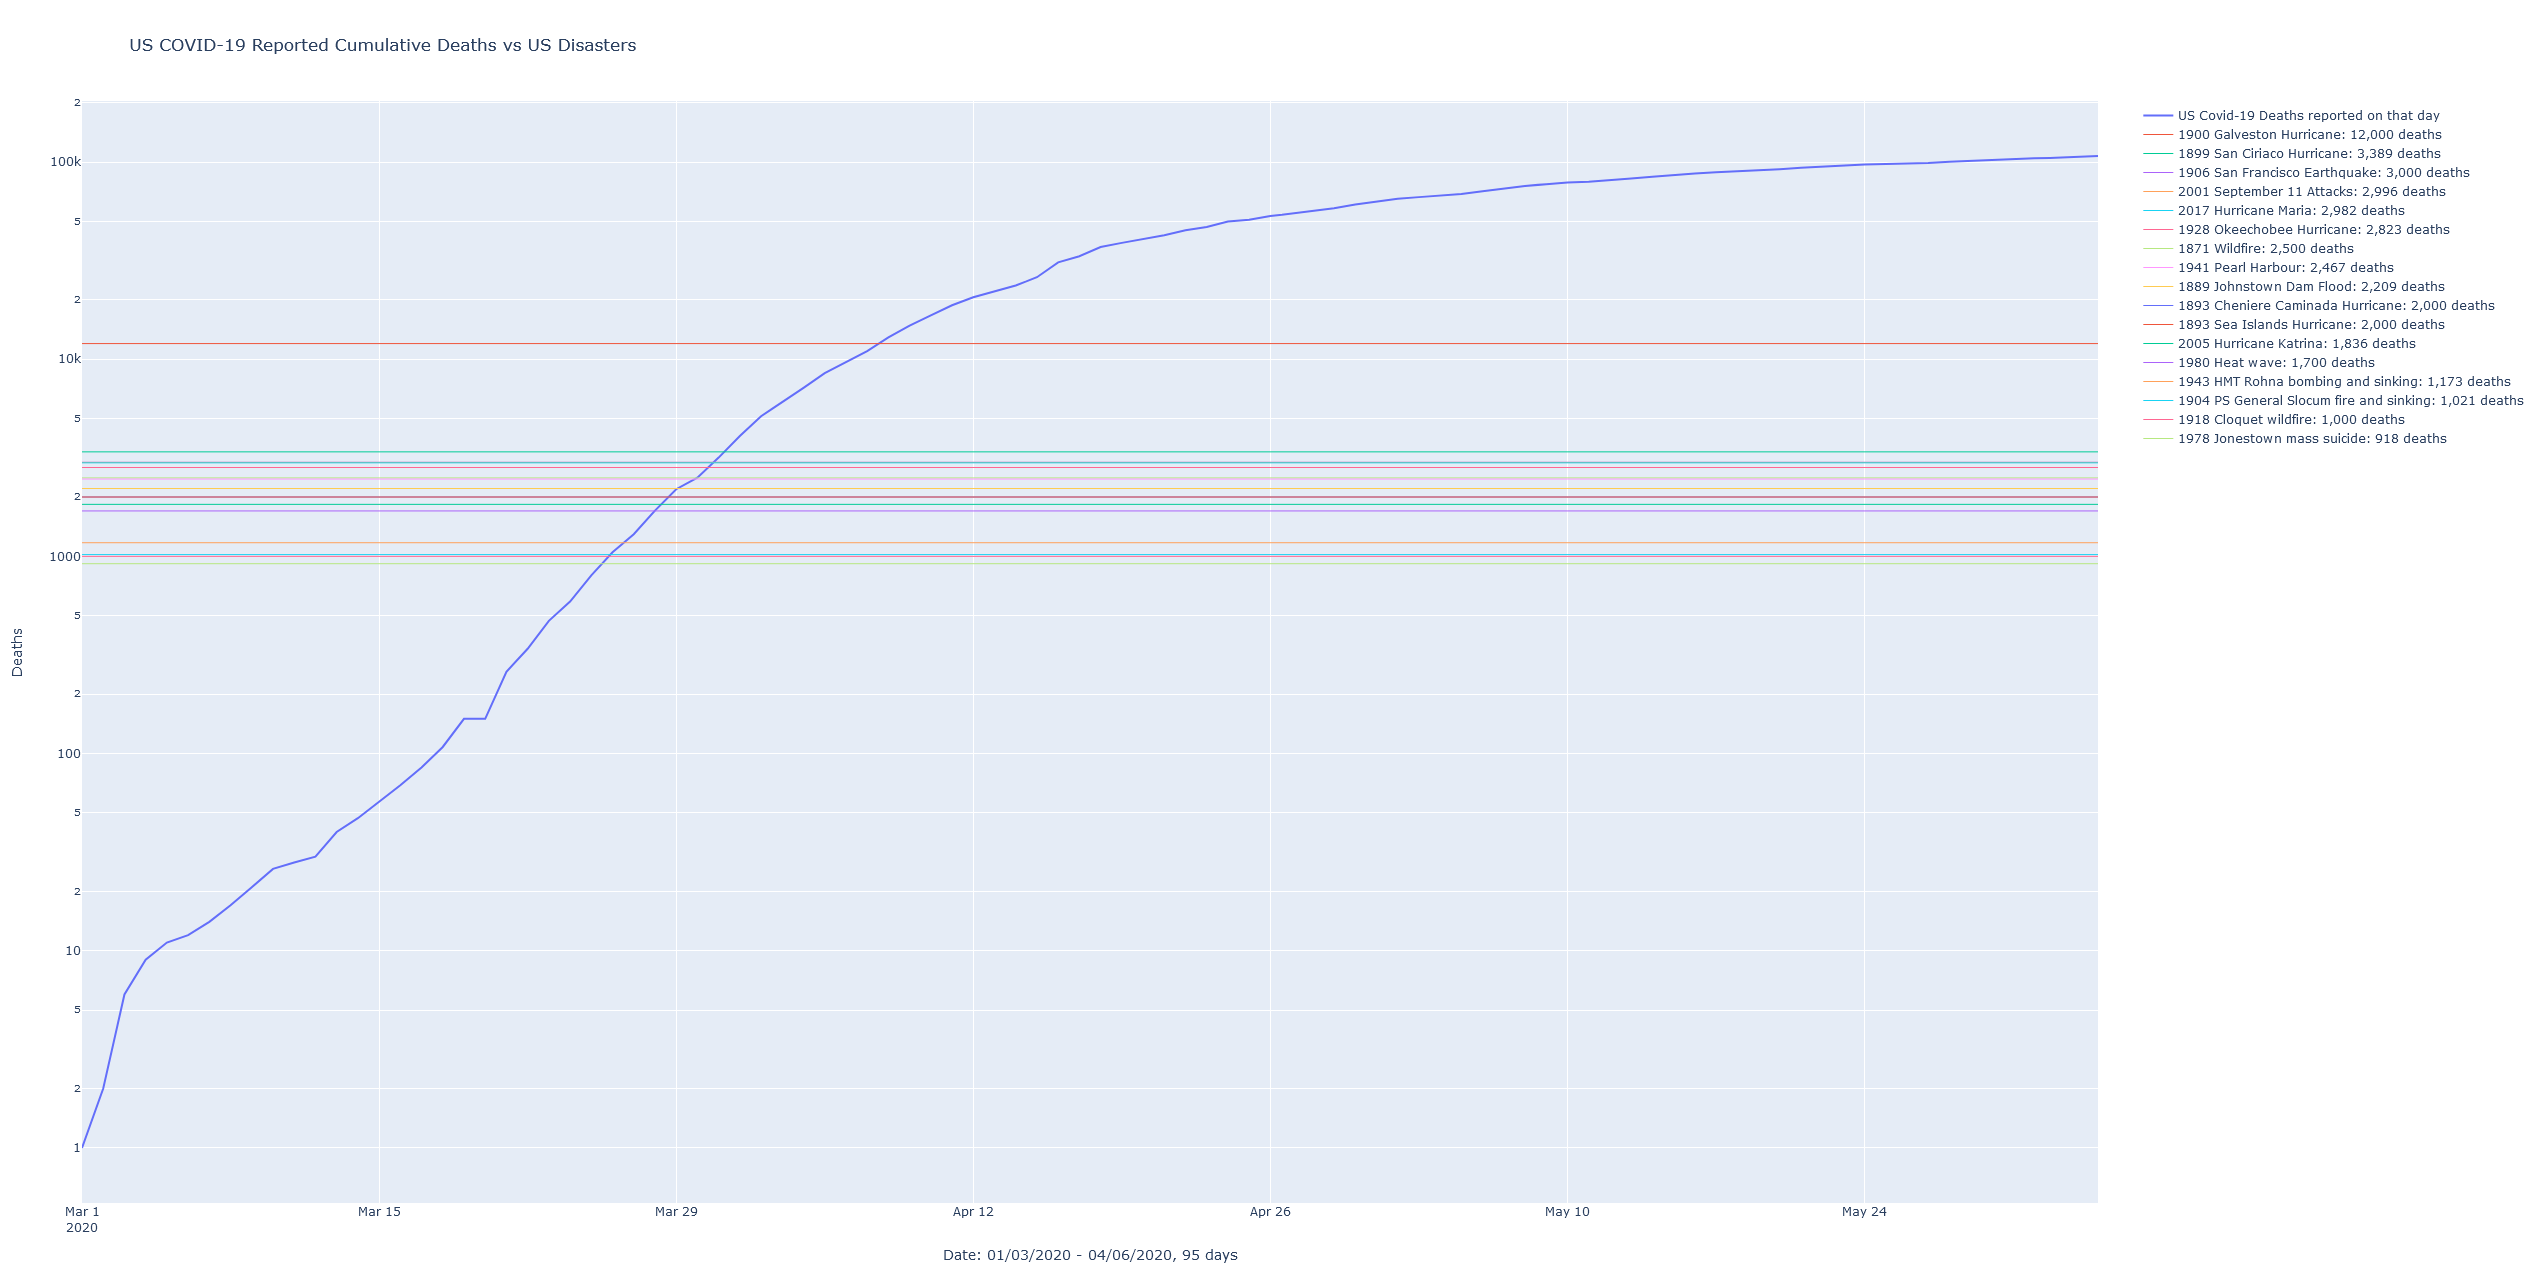 US COVID-19 Reported Cumulative Deaths vs US Disasters
2
100k
5
2
10k
5
2
1000
5
2
100
5
2
10
5
2
1
Deaths
Mar 1
2020
Mar 15
Mar 29
Apr 12
Apr 26
May 10
May 24
Date: 01/03/2020 - 04/06/2020, 95 days
US Covid-19 Deaths reported on that day
1900 Galveston Hurricane: 12,000 deaths
1899 San Ciriaco Hurricane: 3,389 deaths
1906 San Francisco Earthquake: 3,000 deaths
2001 September 11 Attacks: 2,996 deaths
2017 Hurricane Maria: 2,982 deaths
1928 Okeechobee Hurricane: 2,823 deaths
1871 Wildfire: 2,500 deaths
1941 Pearl Harbour: 2,467 deaths
1889 Johnstown Dam Flood: 2,209 deaths
1893 Cheniere Caminada Hurricane: 2,000 deaths
1893 Sea Islands Hurricane: 2,000 deaths
2005 Hurricane Katrina: 1,836 deaths
1980 Heat wave: 1,700 deaths
1943 HMT Rohna bombing and sinking: 1,173 deaths
1904 PS General Slocum fire and sinking: 1,021 deaths
1918 Cloquet wildfire: 1,000 deaths
1978 Jonestown mass suicide: 918 deaths